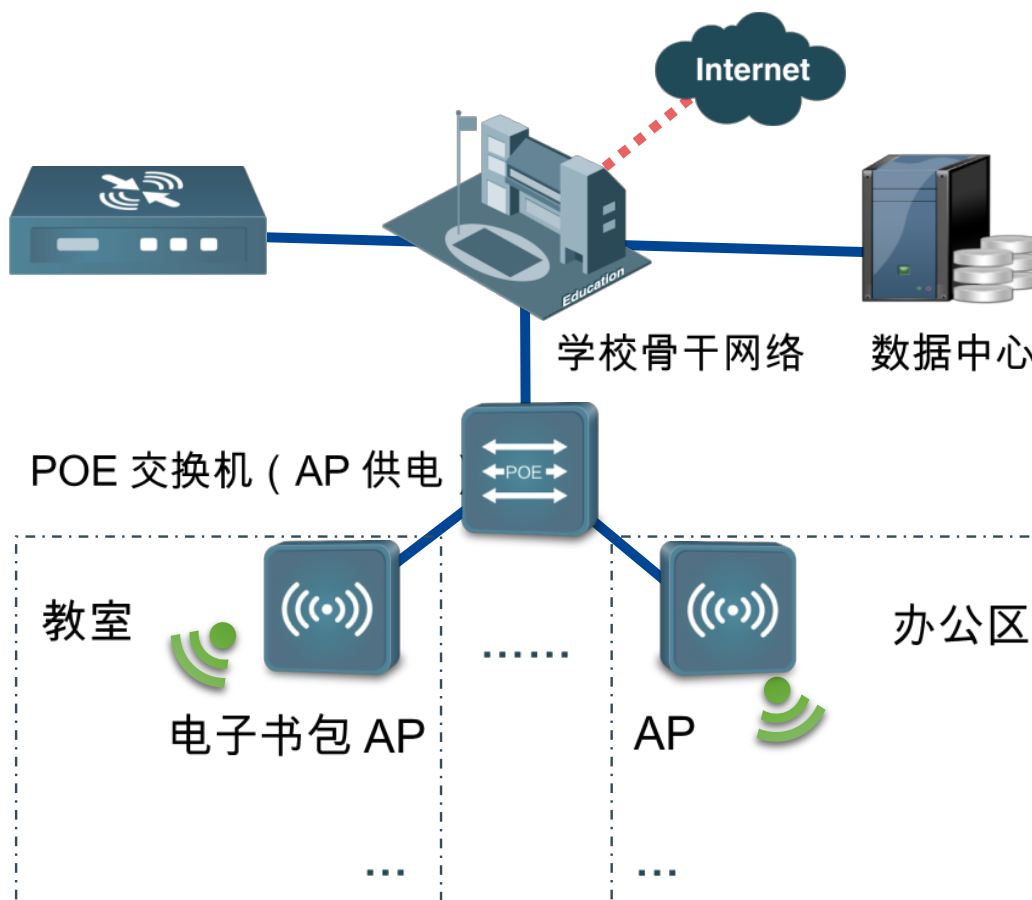 Internet
Education
学校骨干网络
数据中心
POE 交换机（AP 供电）
POE
教室
办公区
......
电子书包 AP
AP
...
...